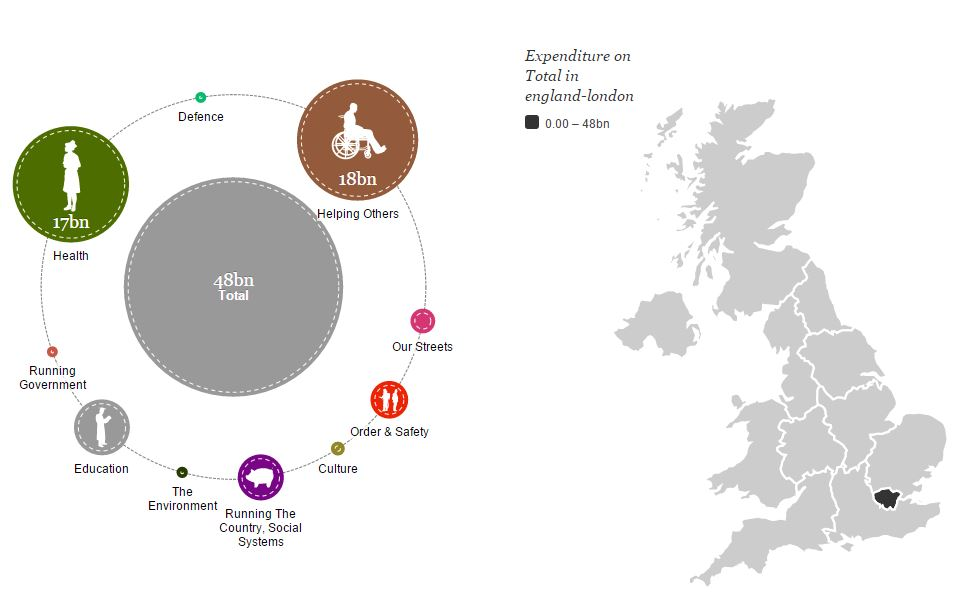 Expenditure on
Total in
england-london
0.00 – 48bn
Defence
18bn
Helping Others
17bn
Health
48bn
Total
Our Streets
Running
Government
Order & Safety
Education
Culture
The
Environment
Running The
Country, Social
Systems